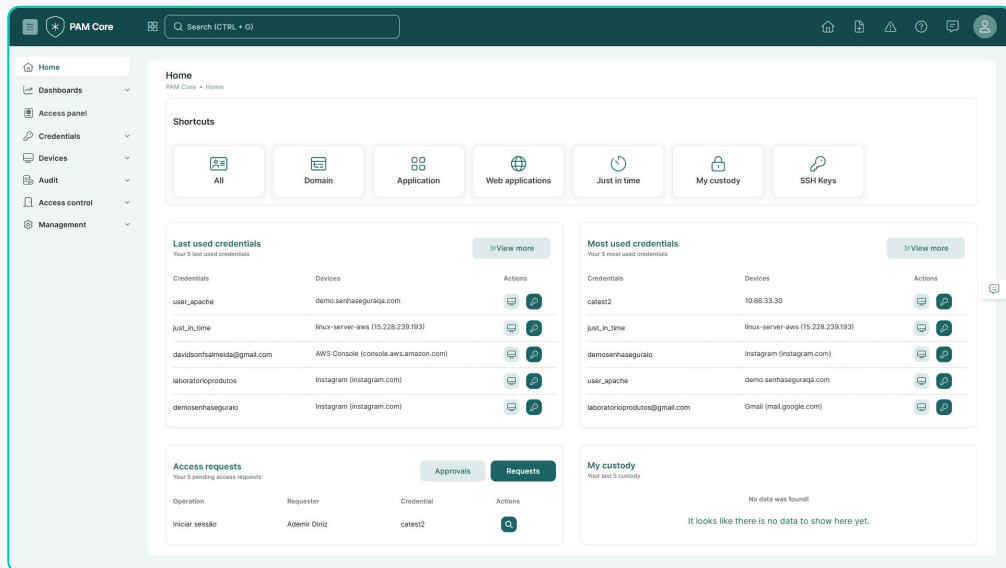 PAM Core
Search (CTRL + G)
Home
Dashboards
Access panel
Credentials
Devices
Audit
Access control
Management
Home
PAM Core • Home
Shortcuts
All
Domain
Application
Web applications
Just in time
My custody
SSH Keys
Last used credentials
Your 5 last used credentials
»View more
Credentials Devices Actions
user_apache demo.senhaseguraqa.com
just_in_time linux-server-aws (15.228.239.193)
davidsonfsalmeida@gmail.com AWS Console (console.aws.amazon.com)
laboratorioprodutos Instagram (instagram.com)
demosenhaseguraio Instagram (instagram.com)
Most used credentials
Your 5 most used credentials
»View more
Credentials Devices Actions
catest2 10.66.33.30
just_in_time linux-server-aws (15.228.239.193)
demosenhaseguraio Instagram (instagram.com)
user_apache demo.senhaseguraqa.com
laboratorioprodutos@gmail.com Gmail (mail.google.com)
Access requests
Your 5 pending access requests
Approvals
Requests
Operation Requester Credential Actions
Iniciar sessão Ademir Diniz catest2
My custody
Your last 5 custody
No data was found!
It looks like there is no data to show here yet.